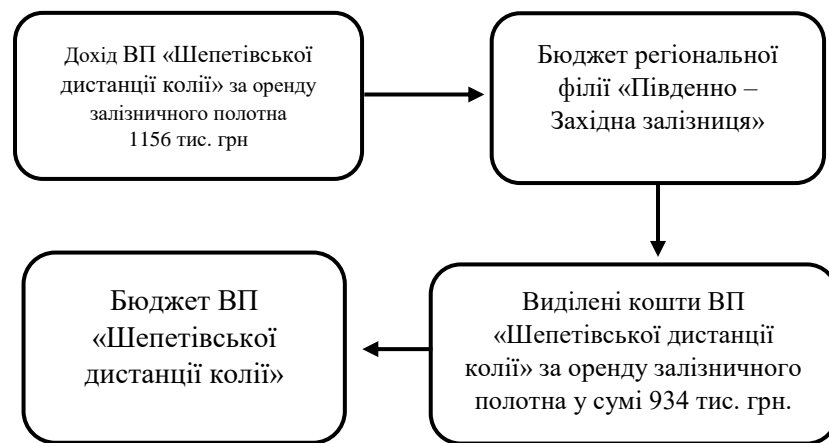 Дохід ВП «Шепетівської
дистанції колії» за оренду
залізничного полотна
1156 тис. грн
Бюджет регіональної
філії «Південно –
Західна залізниця»
Виділені кошти ВП
«Шепетівської дистанції
колії» за оренду залізничного
полотна у сумі 934 тис. грн.
Бюджет ВП
«Шепетівської
дистанції колії»